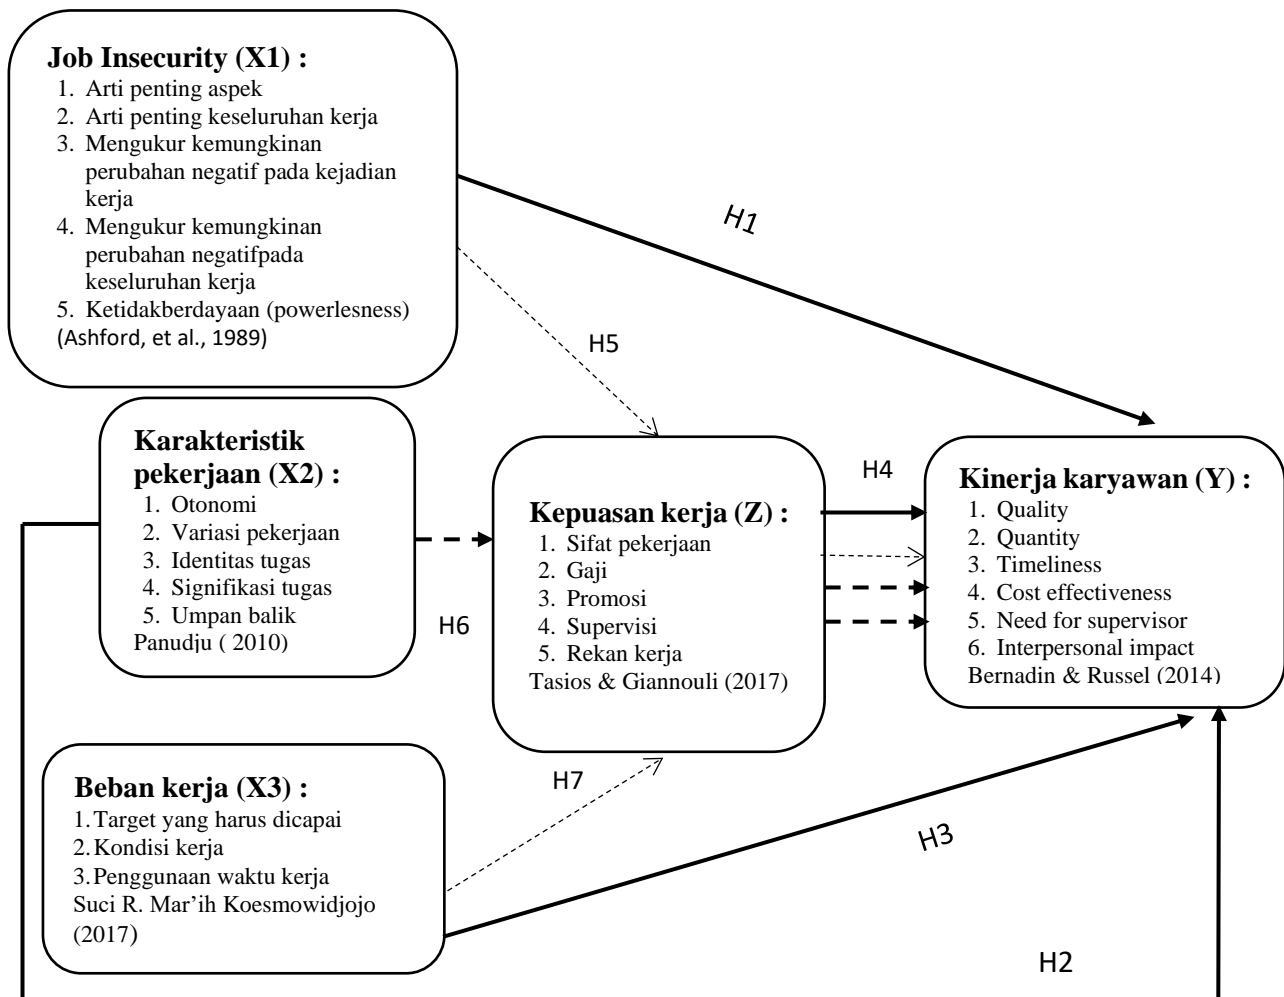 Job Insecurity (X1) :
1. Arti penting aspek
2. Arti penting keseluruhan kerja
3. Mengukur kemungkinan
perubahan negatif pada kejadian
kerja
4. Mengukur kemungkinan
perubahan negatifpada
keseluruhan kerja
5. Ketidakberdayaan (powerlesness)
(Ashford, et al., 1989)
H1
H5
Karakteristik
pekerjaan (X2) :
1. Otonomi
2. Variasi pekerjaan
3. Identitas tugas
4. Signifikasi tugas
5. Umpan balik
Panudju ( 2010)
H6
Kepuasan kerja (Z) :
1. Sifat pekerjaan
2. Gaji
3. Promosi
4. Supervisi
5. Rekan kerja
Tasios & Giannouli (2017)
H4
Kinerja karyawan (Y) :
1. Quality
2. Quantity
3. Timeliness
4. Cost effectiveness
5. Need for supervisor
6. Interpersonal impact
Bernadin & Russel (2014)
Beban kerja (X3) :
1. Target yang harus dicapai
2. Kondisi kerja
3. Penggunaan waktu kerja
Suci R. Mar’ih Koesmowidjojo
(2017)
H7
H3
H2